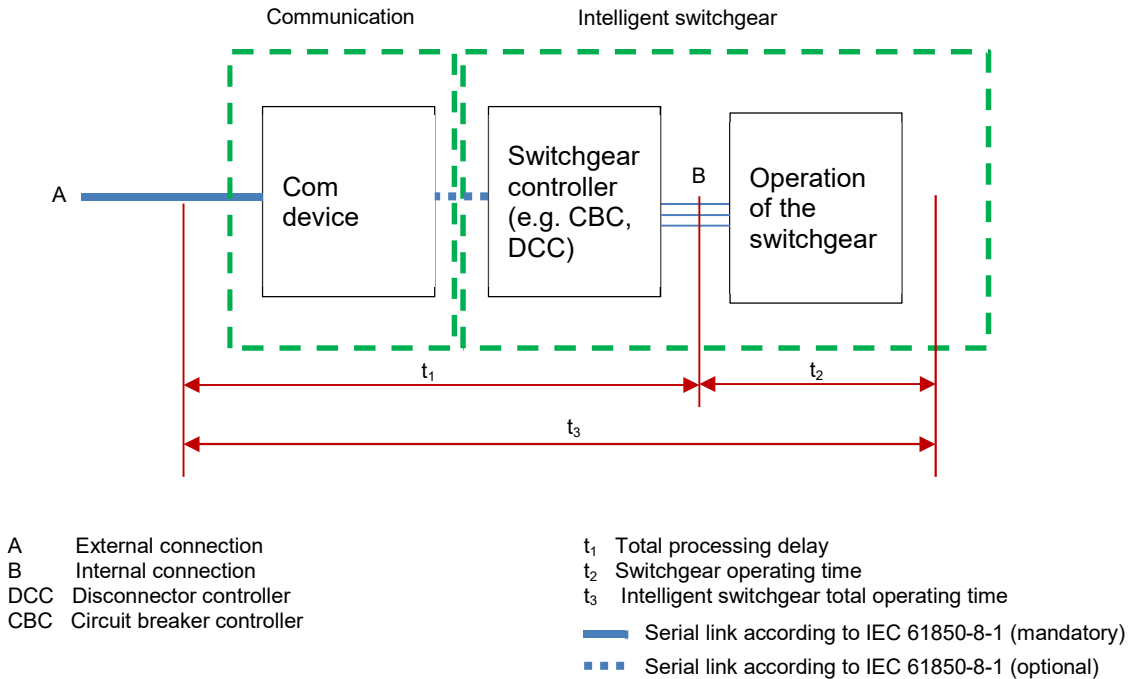 Communication
Intelligent switchgear
A
Com
device
Switchgear
controller
(e.g. CBC,
DCC)
B
Operation
of the
switchgear
t1
t2
t3
A External connection
B Internal connection
DCC Disconnector controller
CBC Circuit breaker controller
t1 Total processing delay
t2 Switchgear operating time
t3 Intelligent switchgear total operating time
Serial link according to IEC 61850-8-1 (mandatory)
Serial link according to IEC 61850-8-1 (optional)